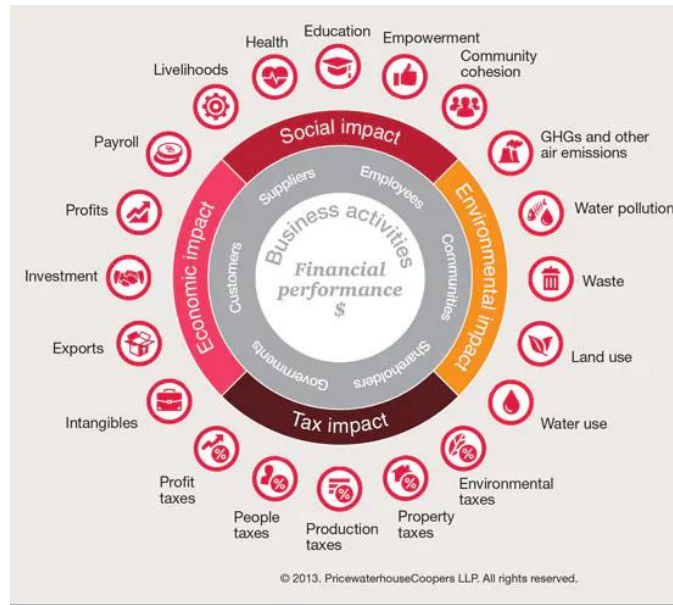 Education
Health
Empowerment
Livelihoods
Community
cohesion
Payroll
GHGs and other
air emissions
Profits
Water pollution
Investment
Waste
Exports
Land use
Intangibles
Water use
Profit
taxes
People
taxes
Production
taxes
Property
taxes
Environmental
taxes
Social impact
Environmental impact
Tax impact
Economic impact
Suppliers
Employees
Communities
Shareholders
Governments
Customers
Business activities
Financial
performance
$
© 2013. PricewaterhouseCoopers LLP. All rights reserved.